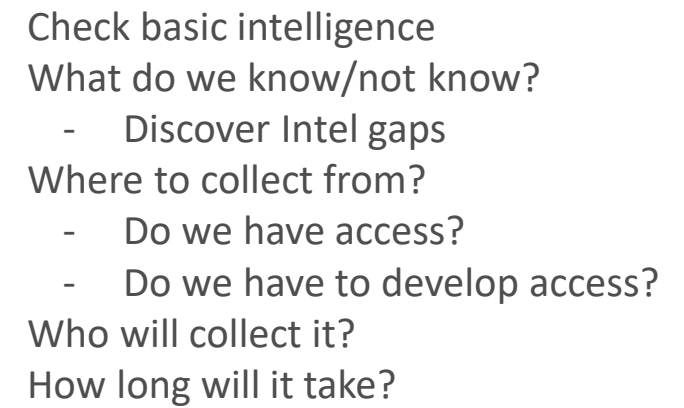 Check basic intelligence
What do we know/not know?
- Discover Intel gaps
Where to collect from?
- Do we have access?
- Do we have to develop access?
Who will collect it?
How long will it take?